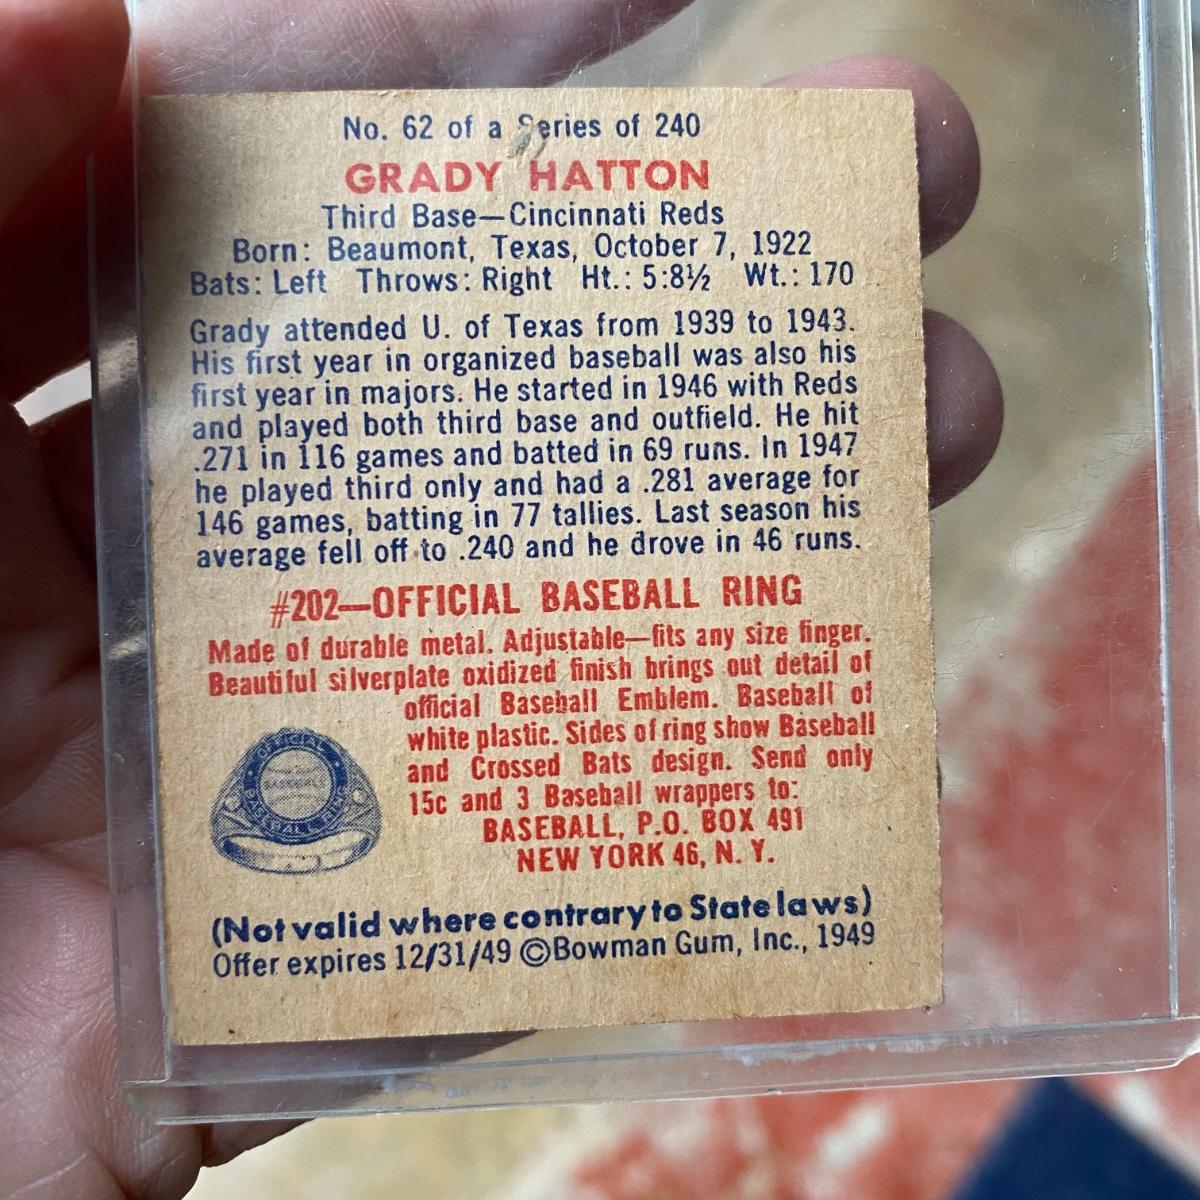 No. 62 of a Series of 240
GRADY HATTON
Third Base—Cincinnati Reds
Born: Beaumont, Texas, October 7, 1922
Bats: Left Throws: Right Ht.: 5:8½ Wt.: 170
Grady attended U. of Texas from 1939 to 1943.
His first year in organized baseball was also his
first year in majors. He started in 1946 with Reds
and played both third base and outfield. He hit
.271 in 116 games and batted in 69 runs. In 1947
he played third only and had a .281 average for
146 games, batting in 77 tallies. Last season his
average fell off to .240 and he drove in 46 runs.
#202—OFFICIAL BASEBALL RING
Made of durable metal. Adjustable—fits any size finger.
Beautiful silverplate oxidized finish brings out detail of
official Baseball Emblem. Baseball of
white plastic. Sides of ring show Baseball
and Crossed Bats design. Send only
15c and 3 Baseball wrappers to:
BASEBALL, P.O. BOX 491
NEW YORK 46, N. Y.
OFFICIAL
BASEBALL
BASEBALL RING
(Not valid where contrary to State laws)
Offer expires 12/31/49 ©Bowman Gum, Inc., 1949